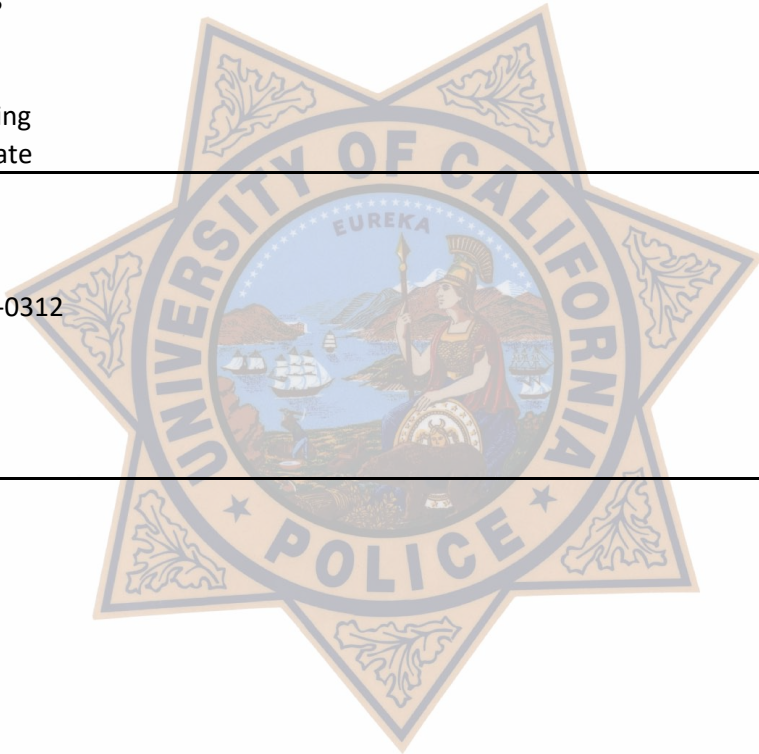 ing
ate
-0312
UNIVERSITY OF CALIFORNIA
EUREKA
★ POLICE ★